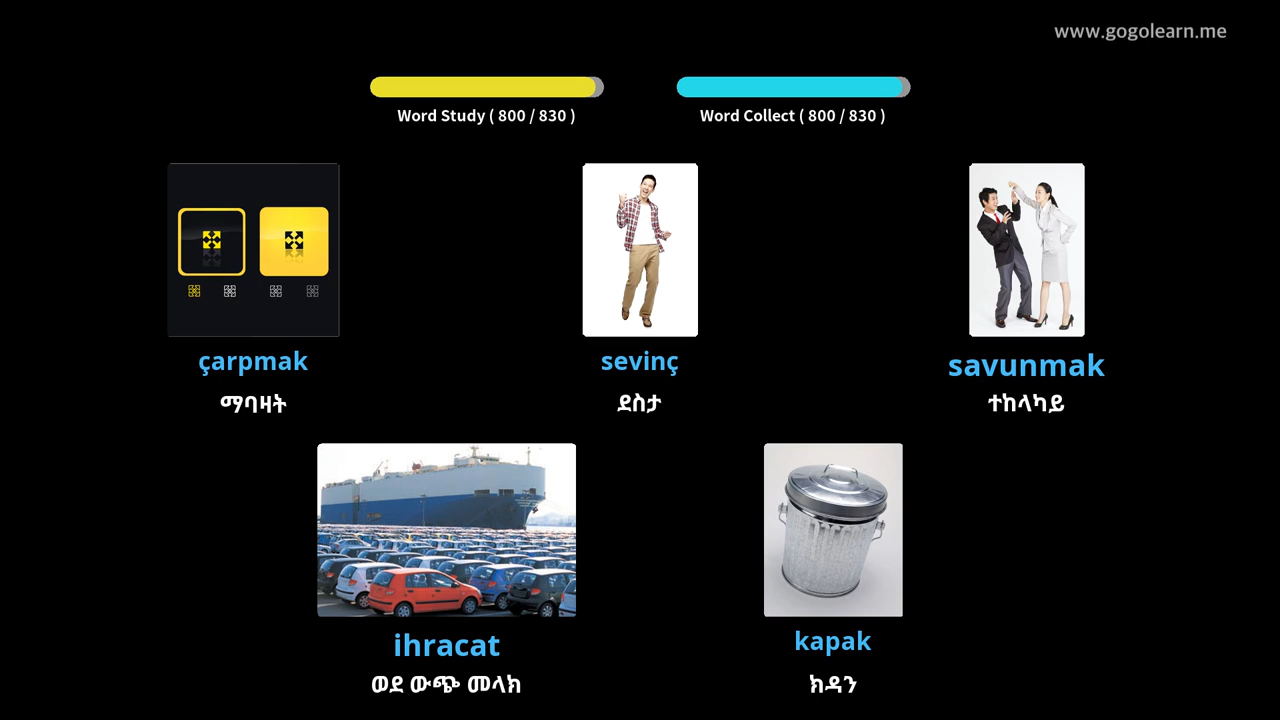 www.gogolearn.me
Word Study ( 800 / 830 )
Word Collect ( 800 / 830 )
çarpmak
sevinç
savunmak
ማባዛት
ደስታ
ተከላካይ
ihracat
kapak
ወደ ውጭ መላክ
ክዳን